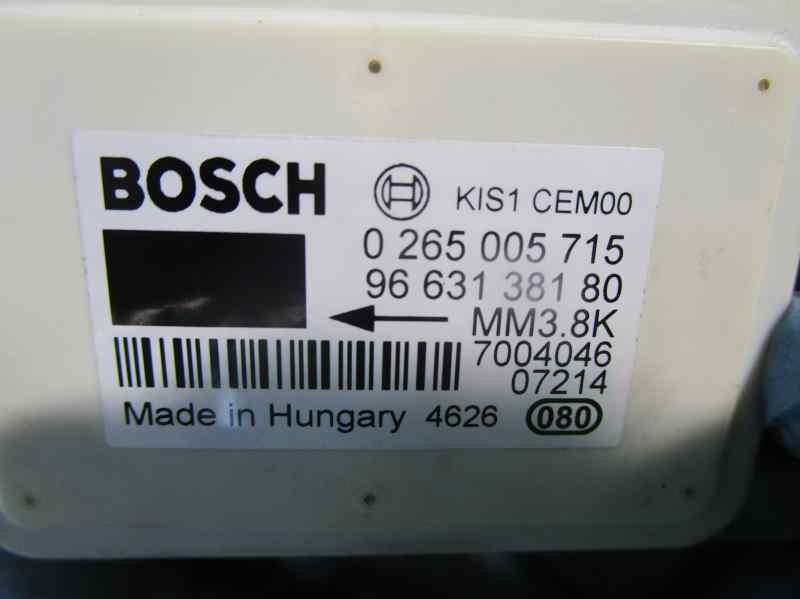 BOSCH KIS1 CEM00
0 265 005 715
96 631 381 80
MM3.8K
7004046
07214
Made in Hungary 4626 080